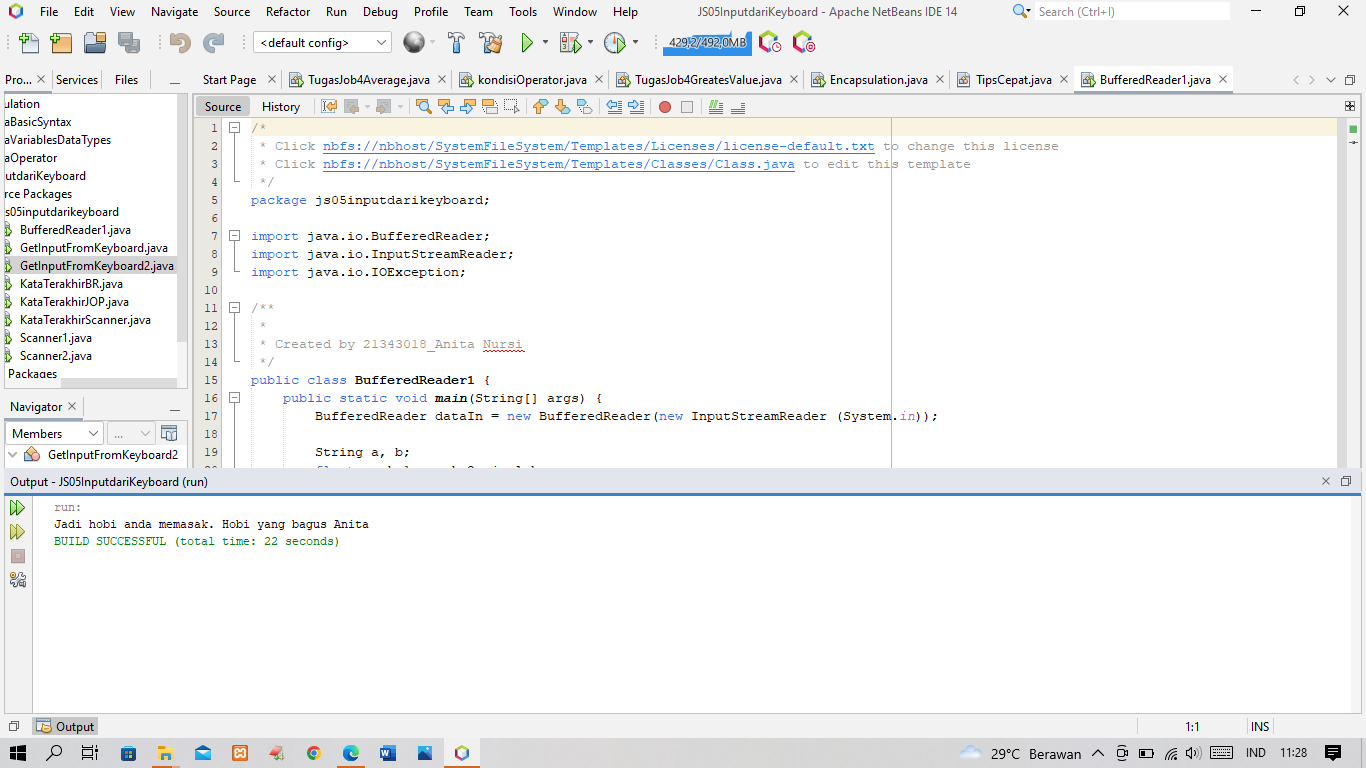 File Edit View Navigate Source Refactor Run Debug Profile Team Tools Window Help JS05InputdariKeyboard - Apache NetBeans IDE 14 Search (Ctrl+I)
<default config> 429,2/492,0MB
Pro... Services Files Start Page TugasJob4Average.java kondisiOperator.java TugasJob4GreatesValue.java Encapsulation.java TipsCepat.java BufferedReader1.java
Source History
ulation
aBasicSyntax
aVariablesDataTypes
aOperator
utdariKeyboard
rce Packages
s05inputdarikeyboard
BufferedReader1.java
GetInputFromKeyboard.java
GetInputFromKeyboard2.java
KataTerakhirBR.java
KataTerakhirJOP.java
KataTerakhirScanner.java
Scanner1.java
Scanner2.java
Packages
Navigator
Members ...
GetInputFromKeyboard2
1 /*
2 * Click nbfs://nbhost/SystemFileSystem/Templates/Licenses/license-default.txt to change this license
3 * Click nbfs://nbhost/SystemFileSystem/Templates/Classes/Class.java to edit this template
4 */
5 package js05inputdarikeyboard;
6
7 import java.io.BufferedReader;
8 import java.io.InputStreamReader;
9 import java.io.IOException;
10
11 /**
12 *
13 * Created by 21343018_Anita Nursi
14 */
15 public class BufferedReader1 {
16 public static void main(String[] args) {
17 BufferedReader dataIn = new BufferedReader(new InputStreamReader (System.in));
18
19 String a, b;
Output - JS05InputdariKeyboard (run)
run:
Jadi hobi anda memasak. Hobi yang bagus Anita
BUILD SUCCESSFUL (total time: 22 seconds)
Output 1:1 INS
29°C Berawan IND 11:28